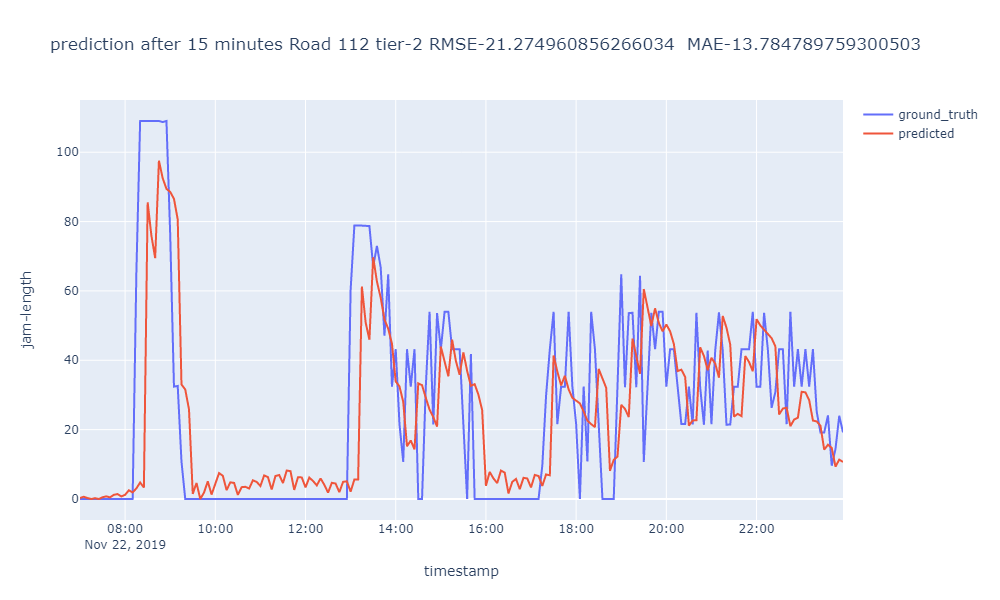 prediction after 15 minutes Road 112 tier-2 RMSE-21.274960856266034 MAE-13.784789759300503
ground_truth
predicted
100
80
60
40
20
0
jam-length
08:00 10:00 12:00 14:00 16:00 18:00 20:00 22:00
Nov 22, 2019
timestamp